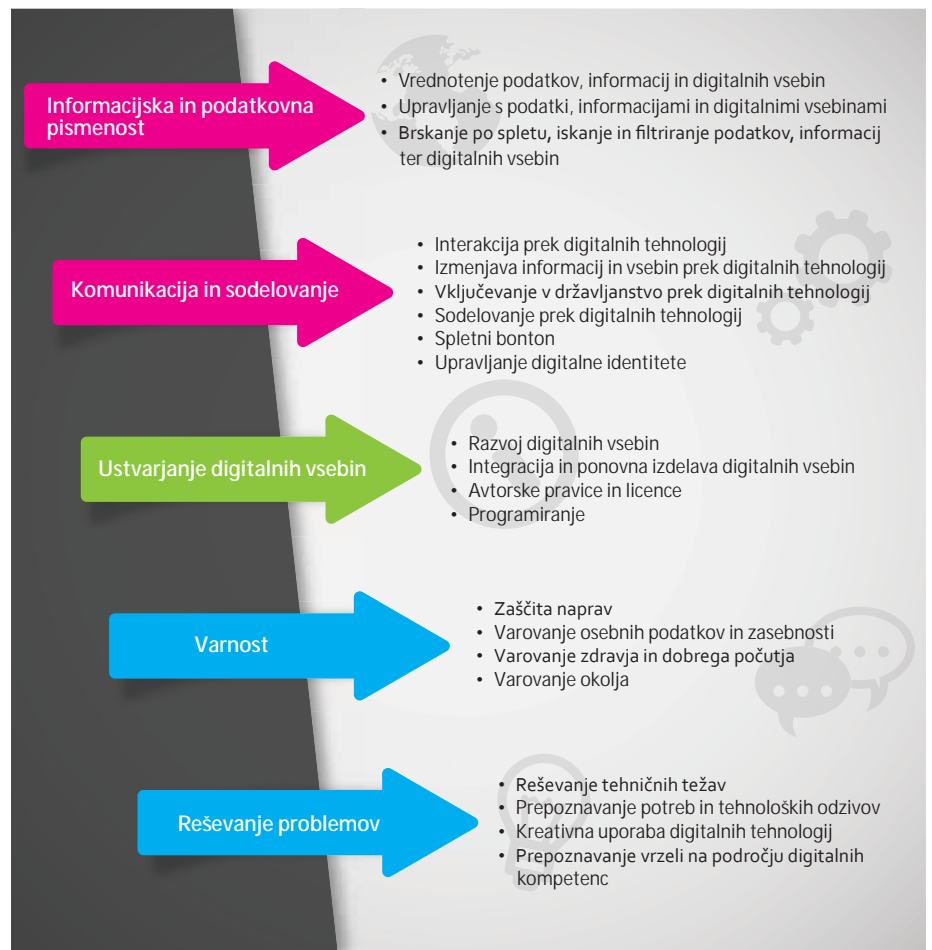 Informacijska in podatkovna
pismenost
• Vrednotenje podatkov, informacij in digitalnih vsebin
• Upravljanje s podatki, informacijami in digitalnimi vsebinami
• Brskanje po spletu, iskanje in filtriranje podatkov, informacij
ter digitalnih vsebin
Komunikacija in sodelovanje
• Interakcija prek digitalnih tehnologij
• Izmenjava informacij in vsebin prek digitalnih tehnologij
• Vključevanje v državljanstvo prek digitalnih tehnologij
• Sodelovanje prek digitalnih tehnologij
• Spletni bonton
• Upravljanje digitalne identitete
Ustvarjanje digitalnih vsebin
• Razvoj digitalnih vsebin
• Integracija in ponovna izdelava digitalnih vsebin
• Avtorske pravice in licence
• Programiranje
Varnost
• Zaščita naprav
• Varovanje osebnih podatkov in zasebnosti
• Varovanje zdravja in dobrega počutja
• Varovanje okolja
Reševanje problemov
• Reševanje tehničnih težav
• Prepoznavanje potreb in tehnoloških odzivov
• Kreativna uporaba digitalnih tehnologij
• Prepoznavanje vrzeli na področju digitalnih
kompetenc